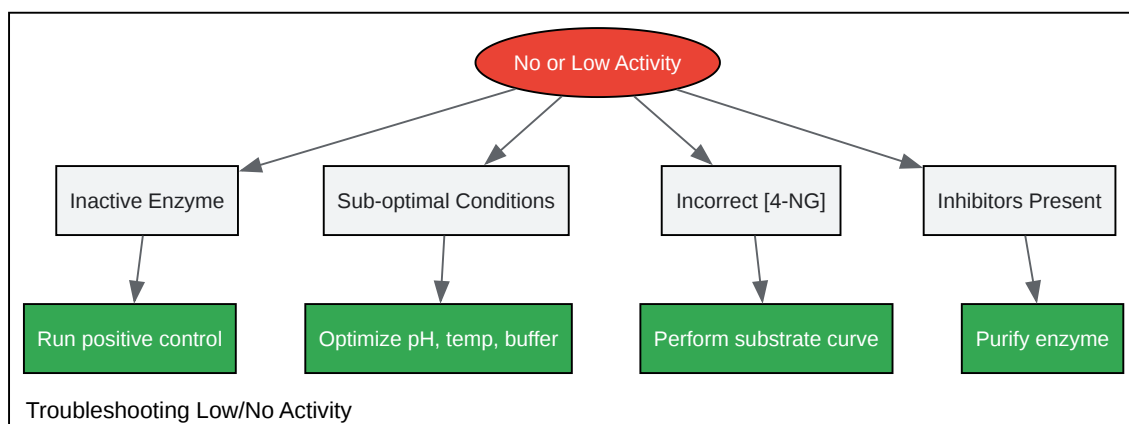 No or Low Activity
Inactive Enzyme
Sub-optimal Conditions
Incorrect [4-NG]
Inhibitors Present
Run positive control
Optimize pH, temp, buffer
Perform substrate curve
Purify enzyme
Troubleshooting Low/No Activity